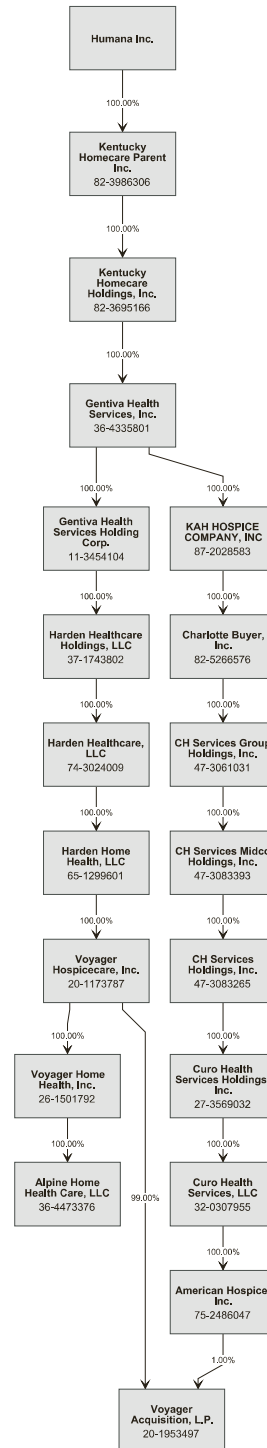 Humana Inc.
100.00%
Kentucky
Homecare Parent
Inc.
82-3986306
100.00%
Kentucky
Homecare
Holdings, Inc.
82-3695166
100.00%
Gentiva Health
Services, Inc.
36-4335801
100.00%
100.00%
Gentiva Health
Services Holding
Corp.
11-3454104
KAH HOSPICE
COMPANY, INC
87-2028583
100.00%
100.00%
Harden Healthcare
Holdings, LLC
37-1743802
Charlotte Buyer,
Inc.
82-5266576
100.00%
100.00%
Harden Healthcare,
LLC
74-3024009
CH Services Group
Holdings, Inc.
47-3061031
100.00%
100.00%
Harden Home
Health, LLC
65-1299601
CH Services Midco
Holdings, Inc.
47-3083393
100.00%
100.00%
Voyager
Hospicecare, Inc.
20-1173787
CH Services
Holdings, Inc.
47-3083265
100.00%
100.00%
Voyager Home
Health, Inc.
26-1501792
Curo Health
Services Holdings,
Inc.
27-3569032
100.00%
99.00%
100.00%
Alpine Home
Health Care, LLC
36-4473376
Curo Health
Services, LLC
32-0307955
100.00%
American Hospice,
Inc.
75-2486047
1.00%
Voyager
Acquisition, L.P.
20-1953497